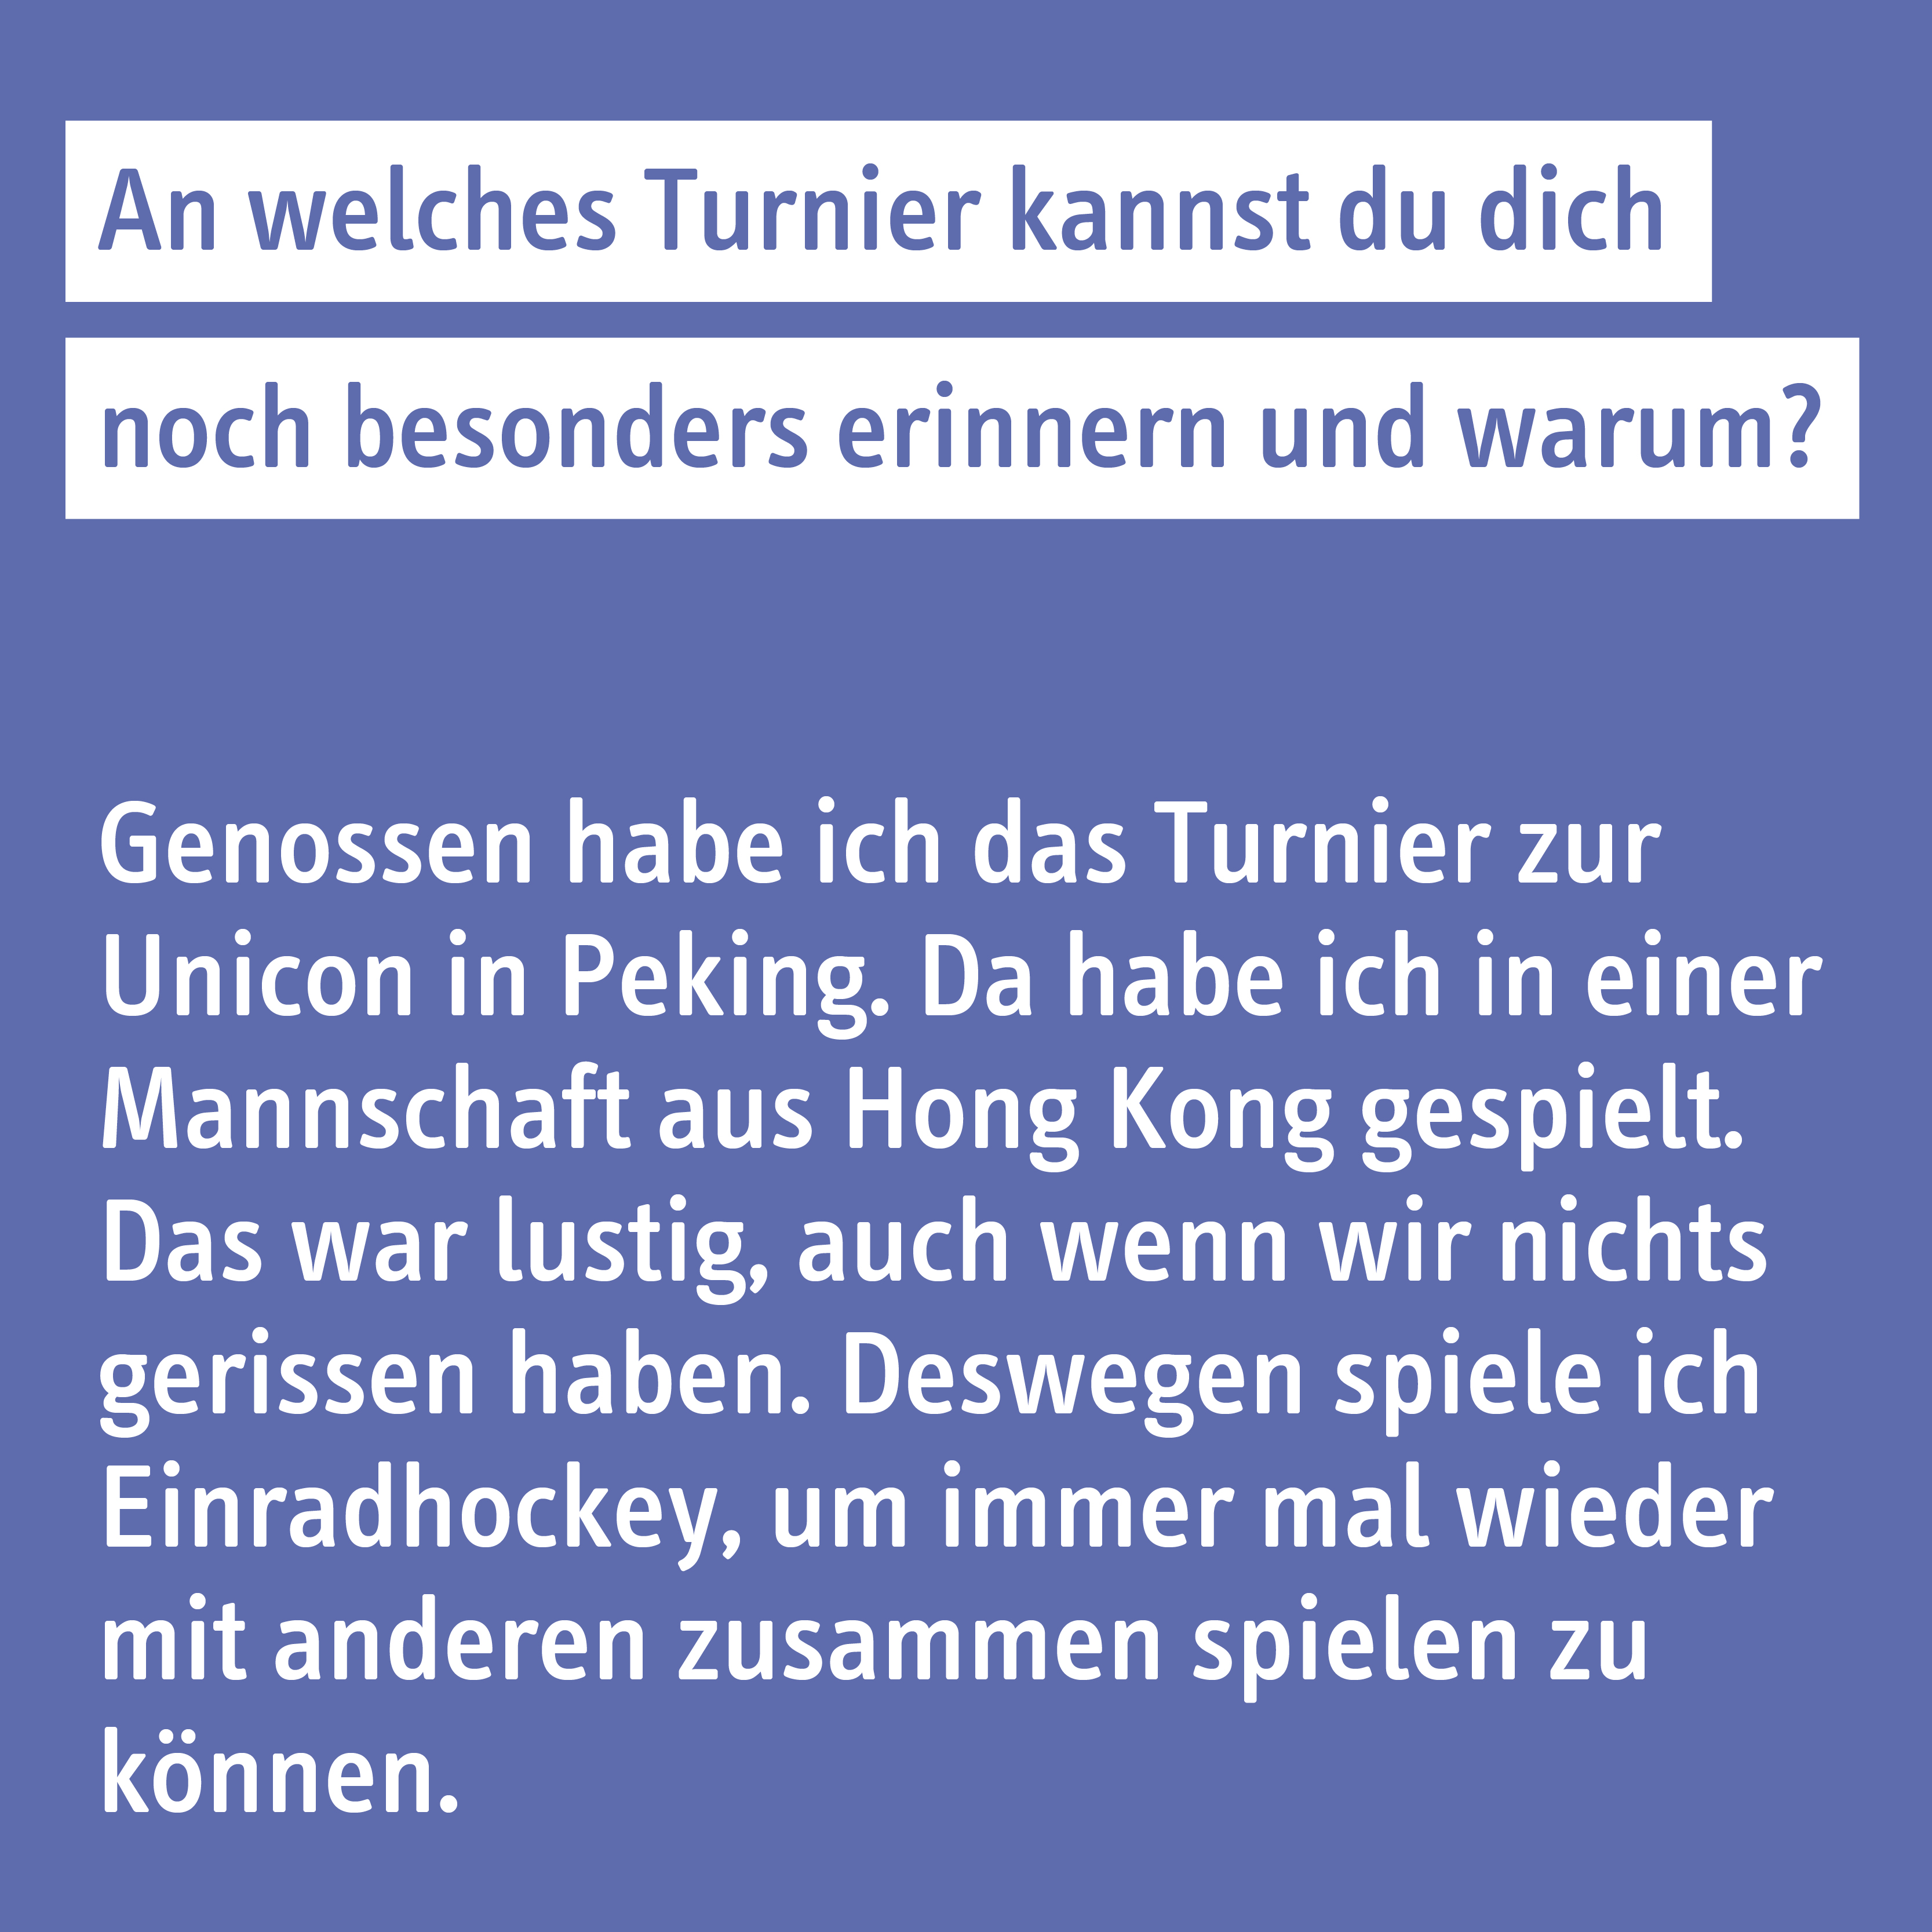 An welches Turnier kannst du dich
noch besonders erinnern und warum?
Genossen habe ich das Turnier zur
Unicon in Peking. Da habe ich in einer
Mannschaft aus Hong Kong gespielt.
Das war lustig, auch wenn wir nichts
gerissen haben. Deswegen spiele ich
Einradhockey, um immer mal wieder
mit anderen zusammen spielen zu
können.